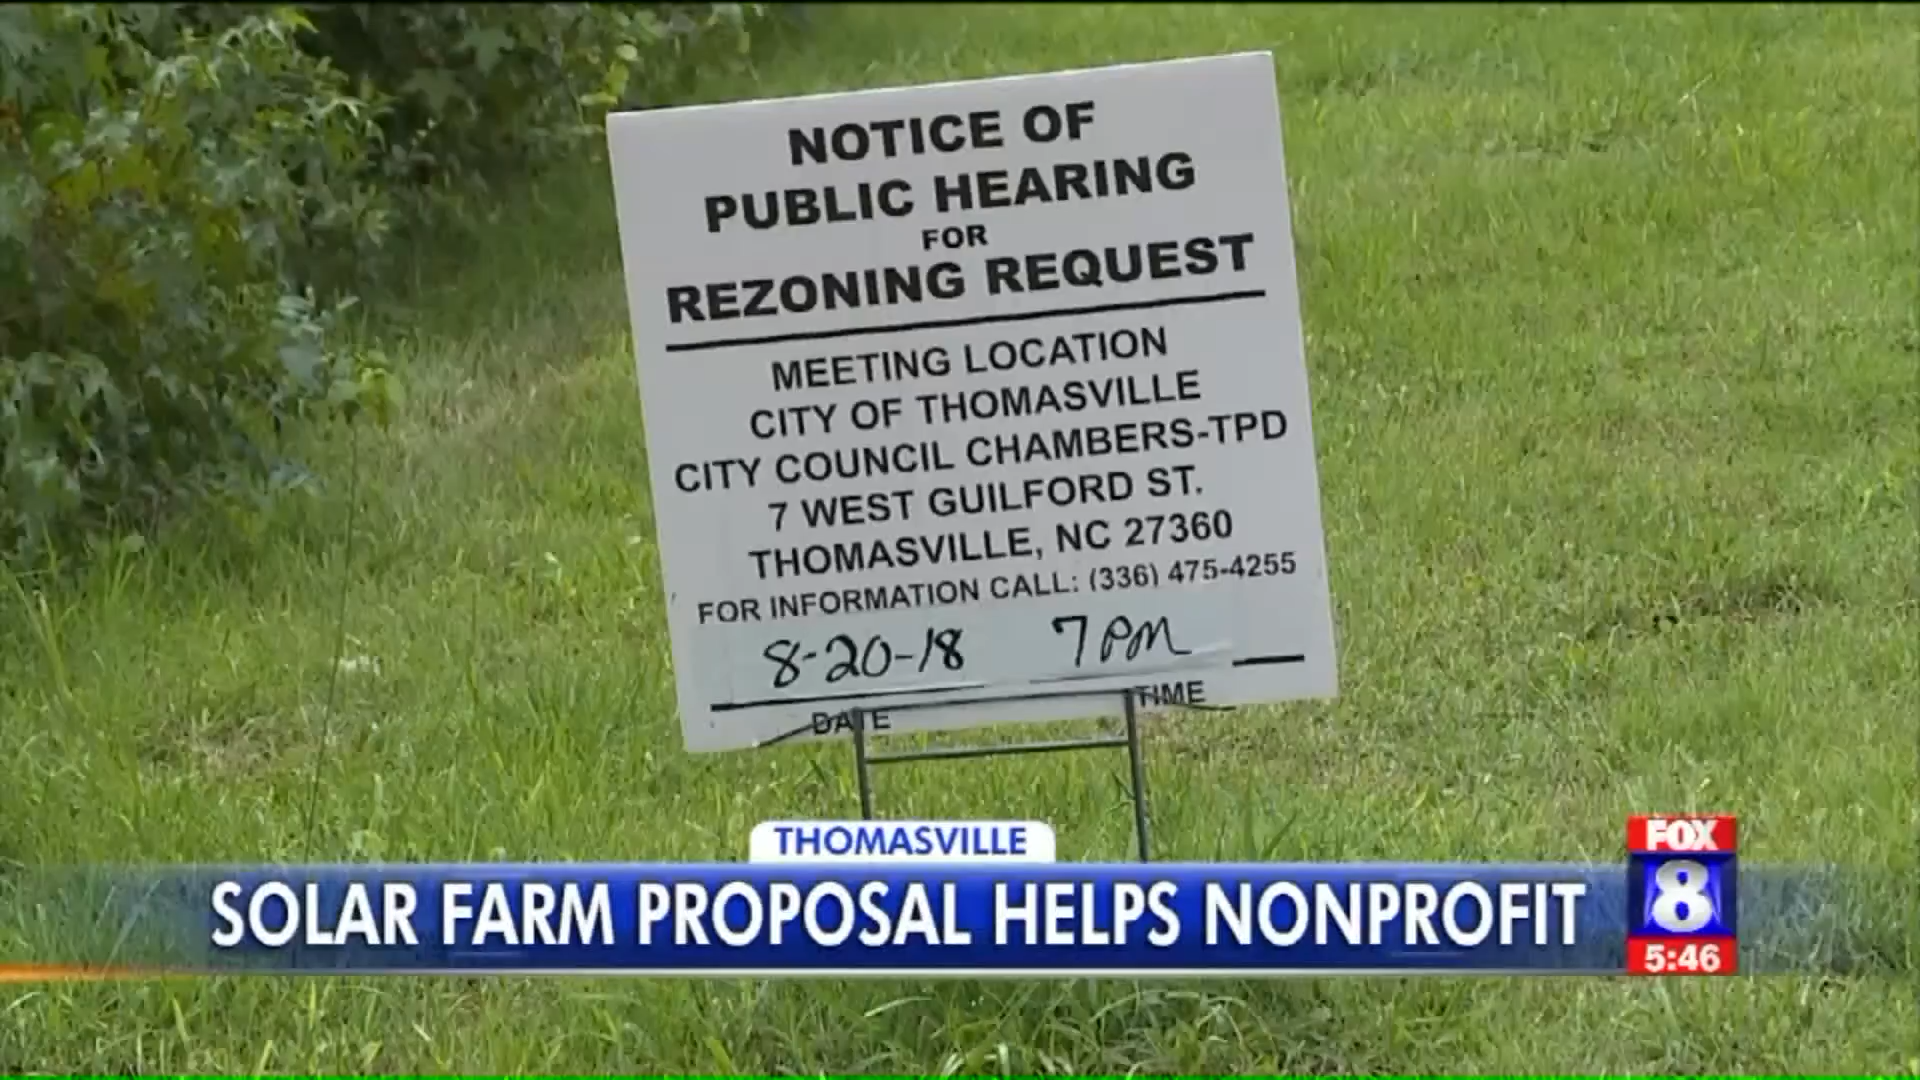 NOTICE OF
PUBLIC HEARING
FOR
REZONING REQUEST
MEETING LOCATION
CITY OF THOMASVILLE
CITY COUNCIL CHAMBERS-TPD
7 WEST GUILFORD ST.
THOMASVILLE, NC 27360
FOR INFORMATION CALL: (336) 475-4255
8-20-18 7PM
DATE TIME
THOMASVILLE
SOLAR FARM PROPOSAL HELPS NONPROFIT
FOX
8
5:46